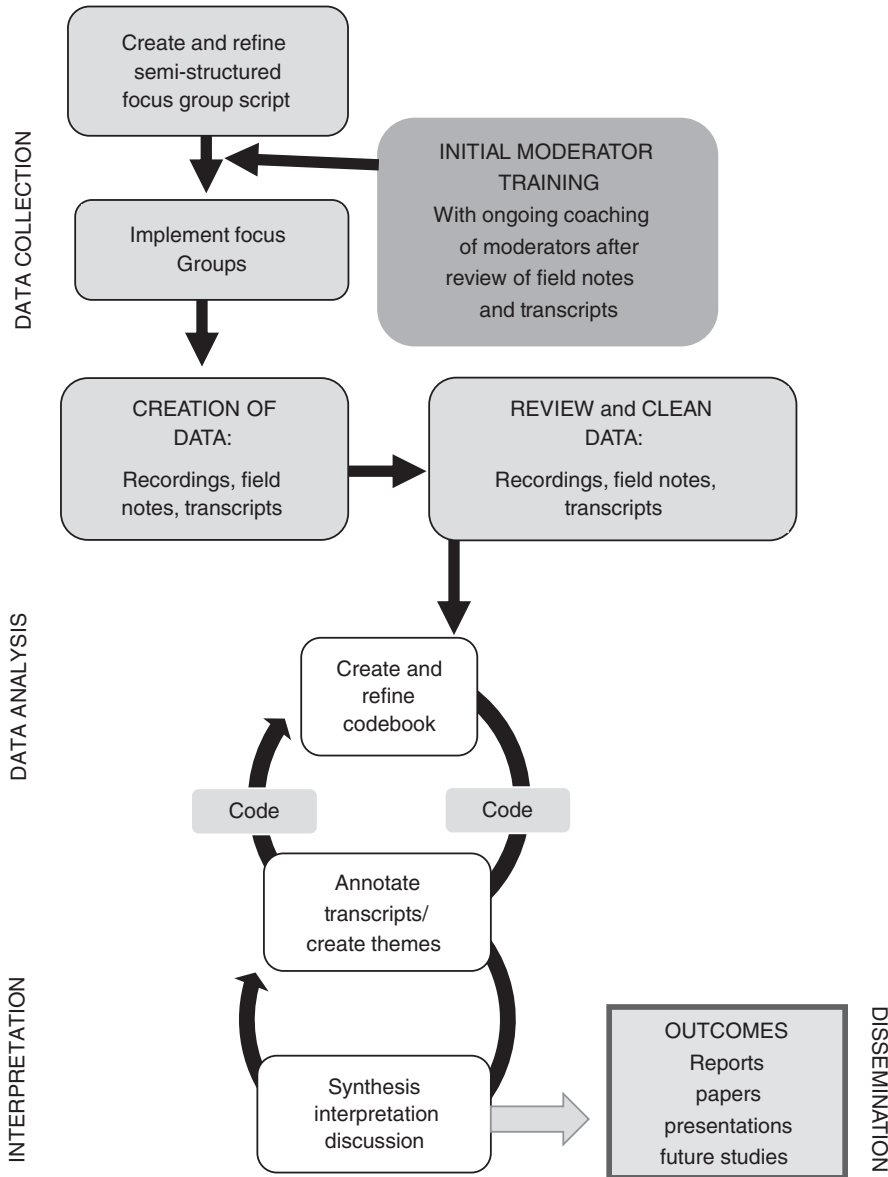 DATA COLLECTION
Create and refine
semi-structured
focus group script
INITIAL MODERATOR
TRAINING
With ongoing coaching
of moderators after
review of field notes
and transcripts
Implement focus
Groups
CREATION OF
DATA:
Recordings, field
notes, transcripts
REVIEW and CLEAN
DATA:
Recordings, field notes,
transcripts
DATA ANALYSIS
Create and
refine
codebook
Code
Code
Annotate
transcripts/
create themes
INTERPRETATION
Synthesis
interpretation
discussion
OUTCOMES
Reports
papers
presentations
future studies
DISSEMINATION